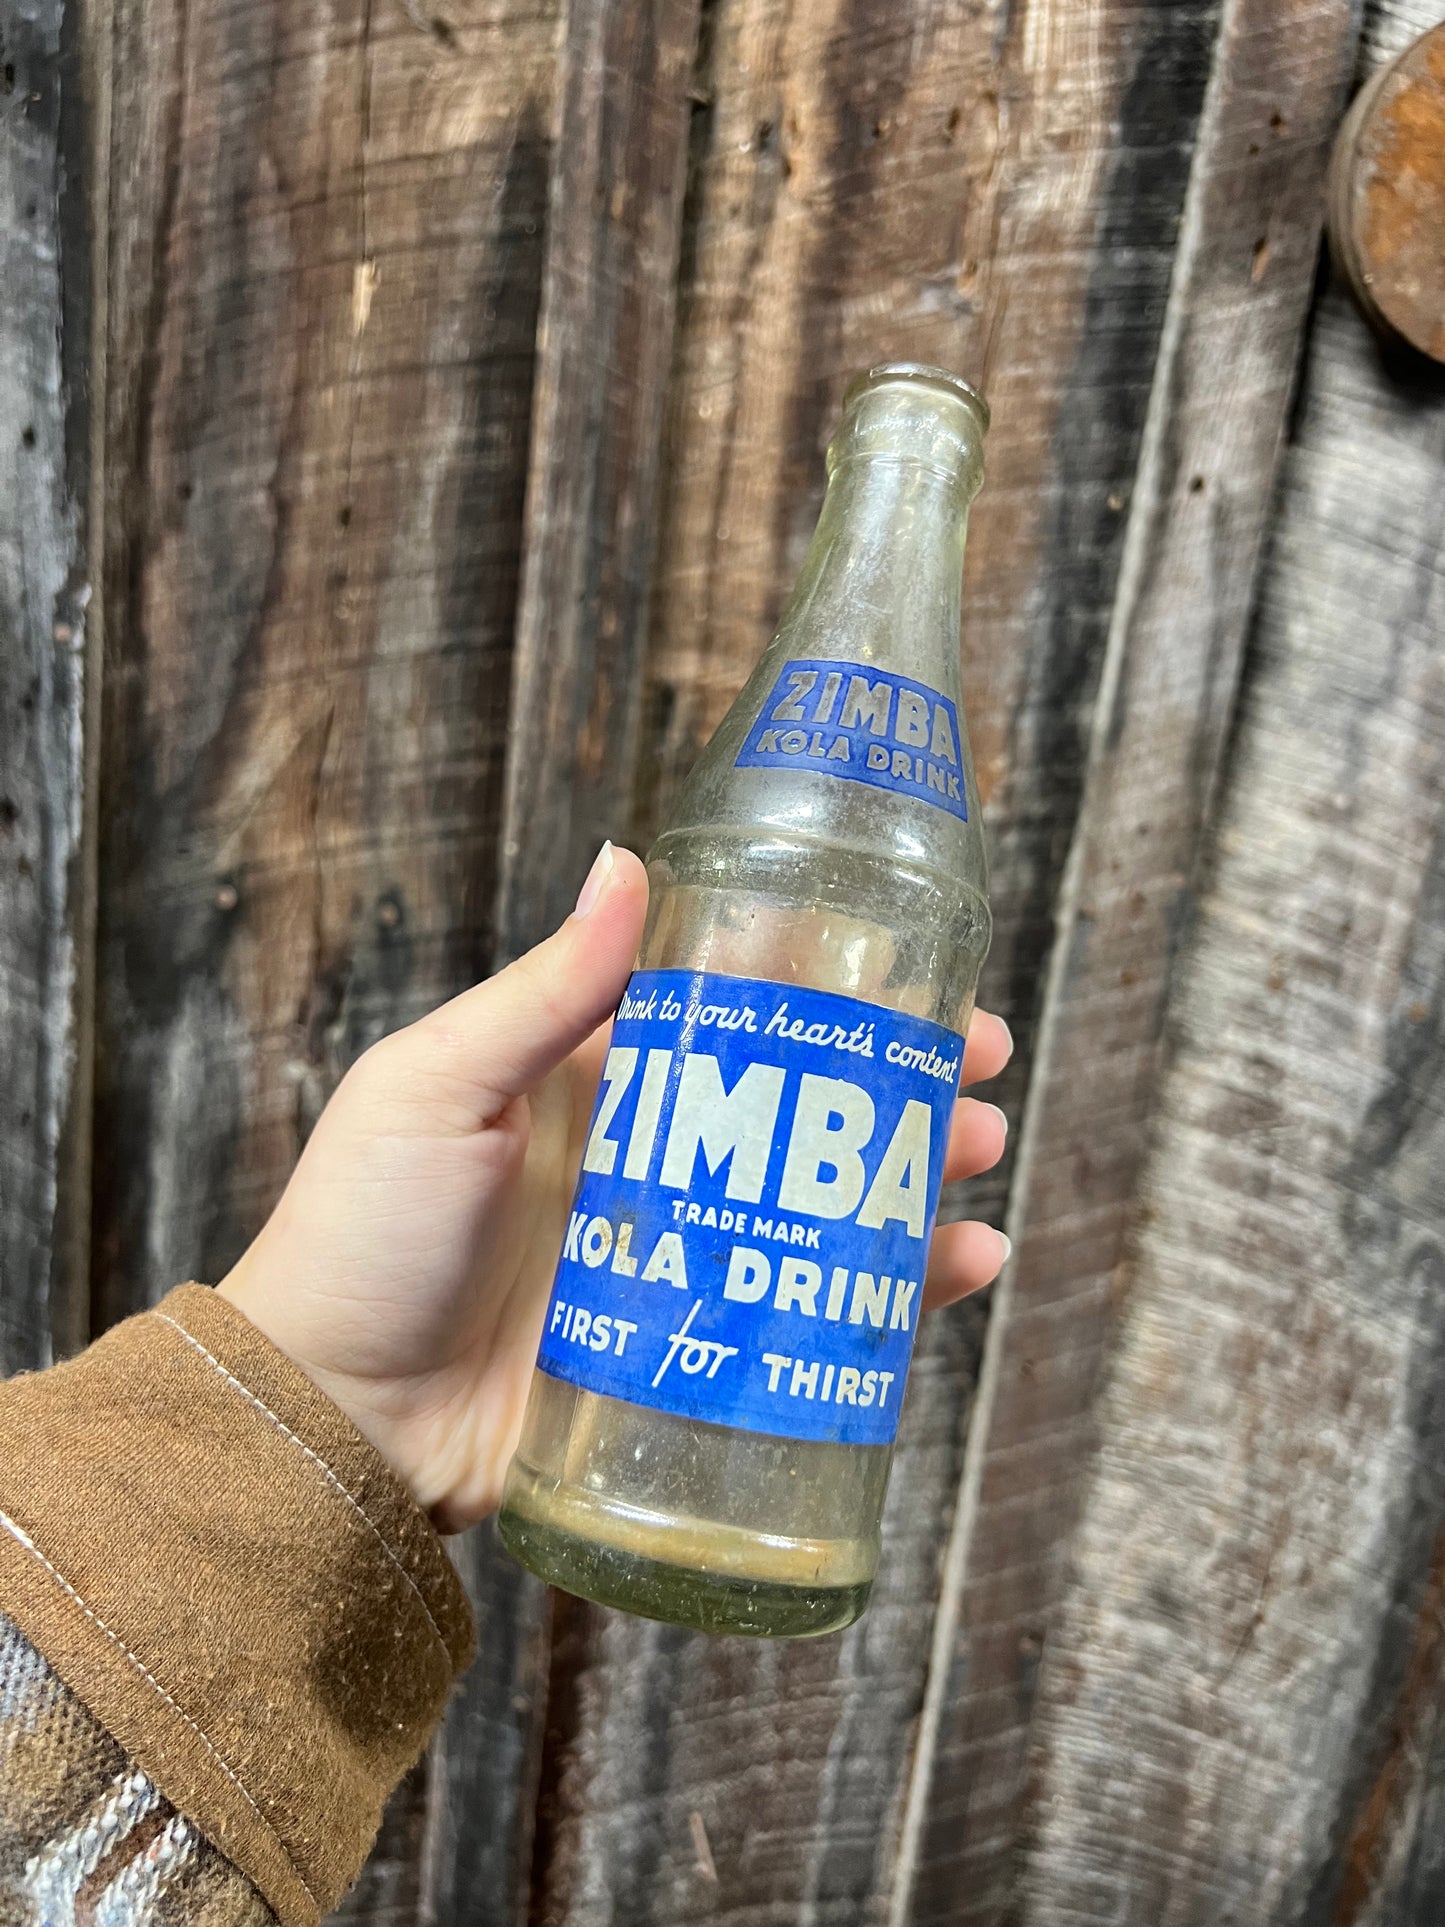 ZIMBA
KOLA DRINK
Drink to your heart's content
ZIMBA
TRADE MARK
KOLA DRINK
FIRST for THIRST